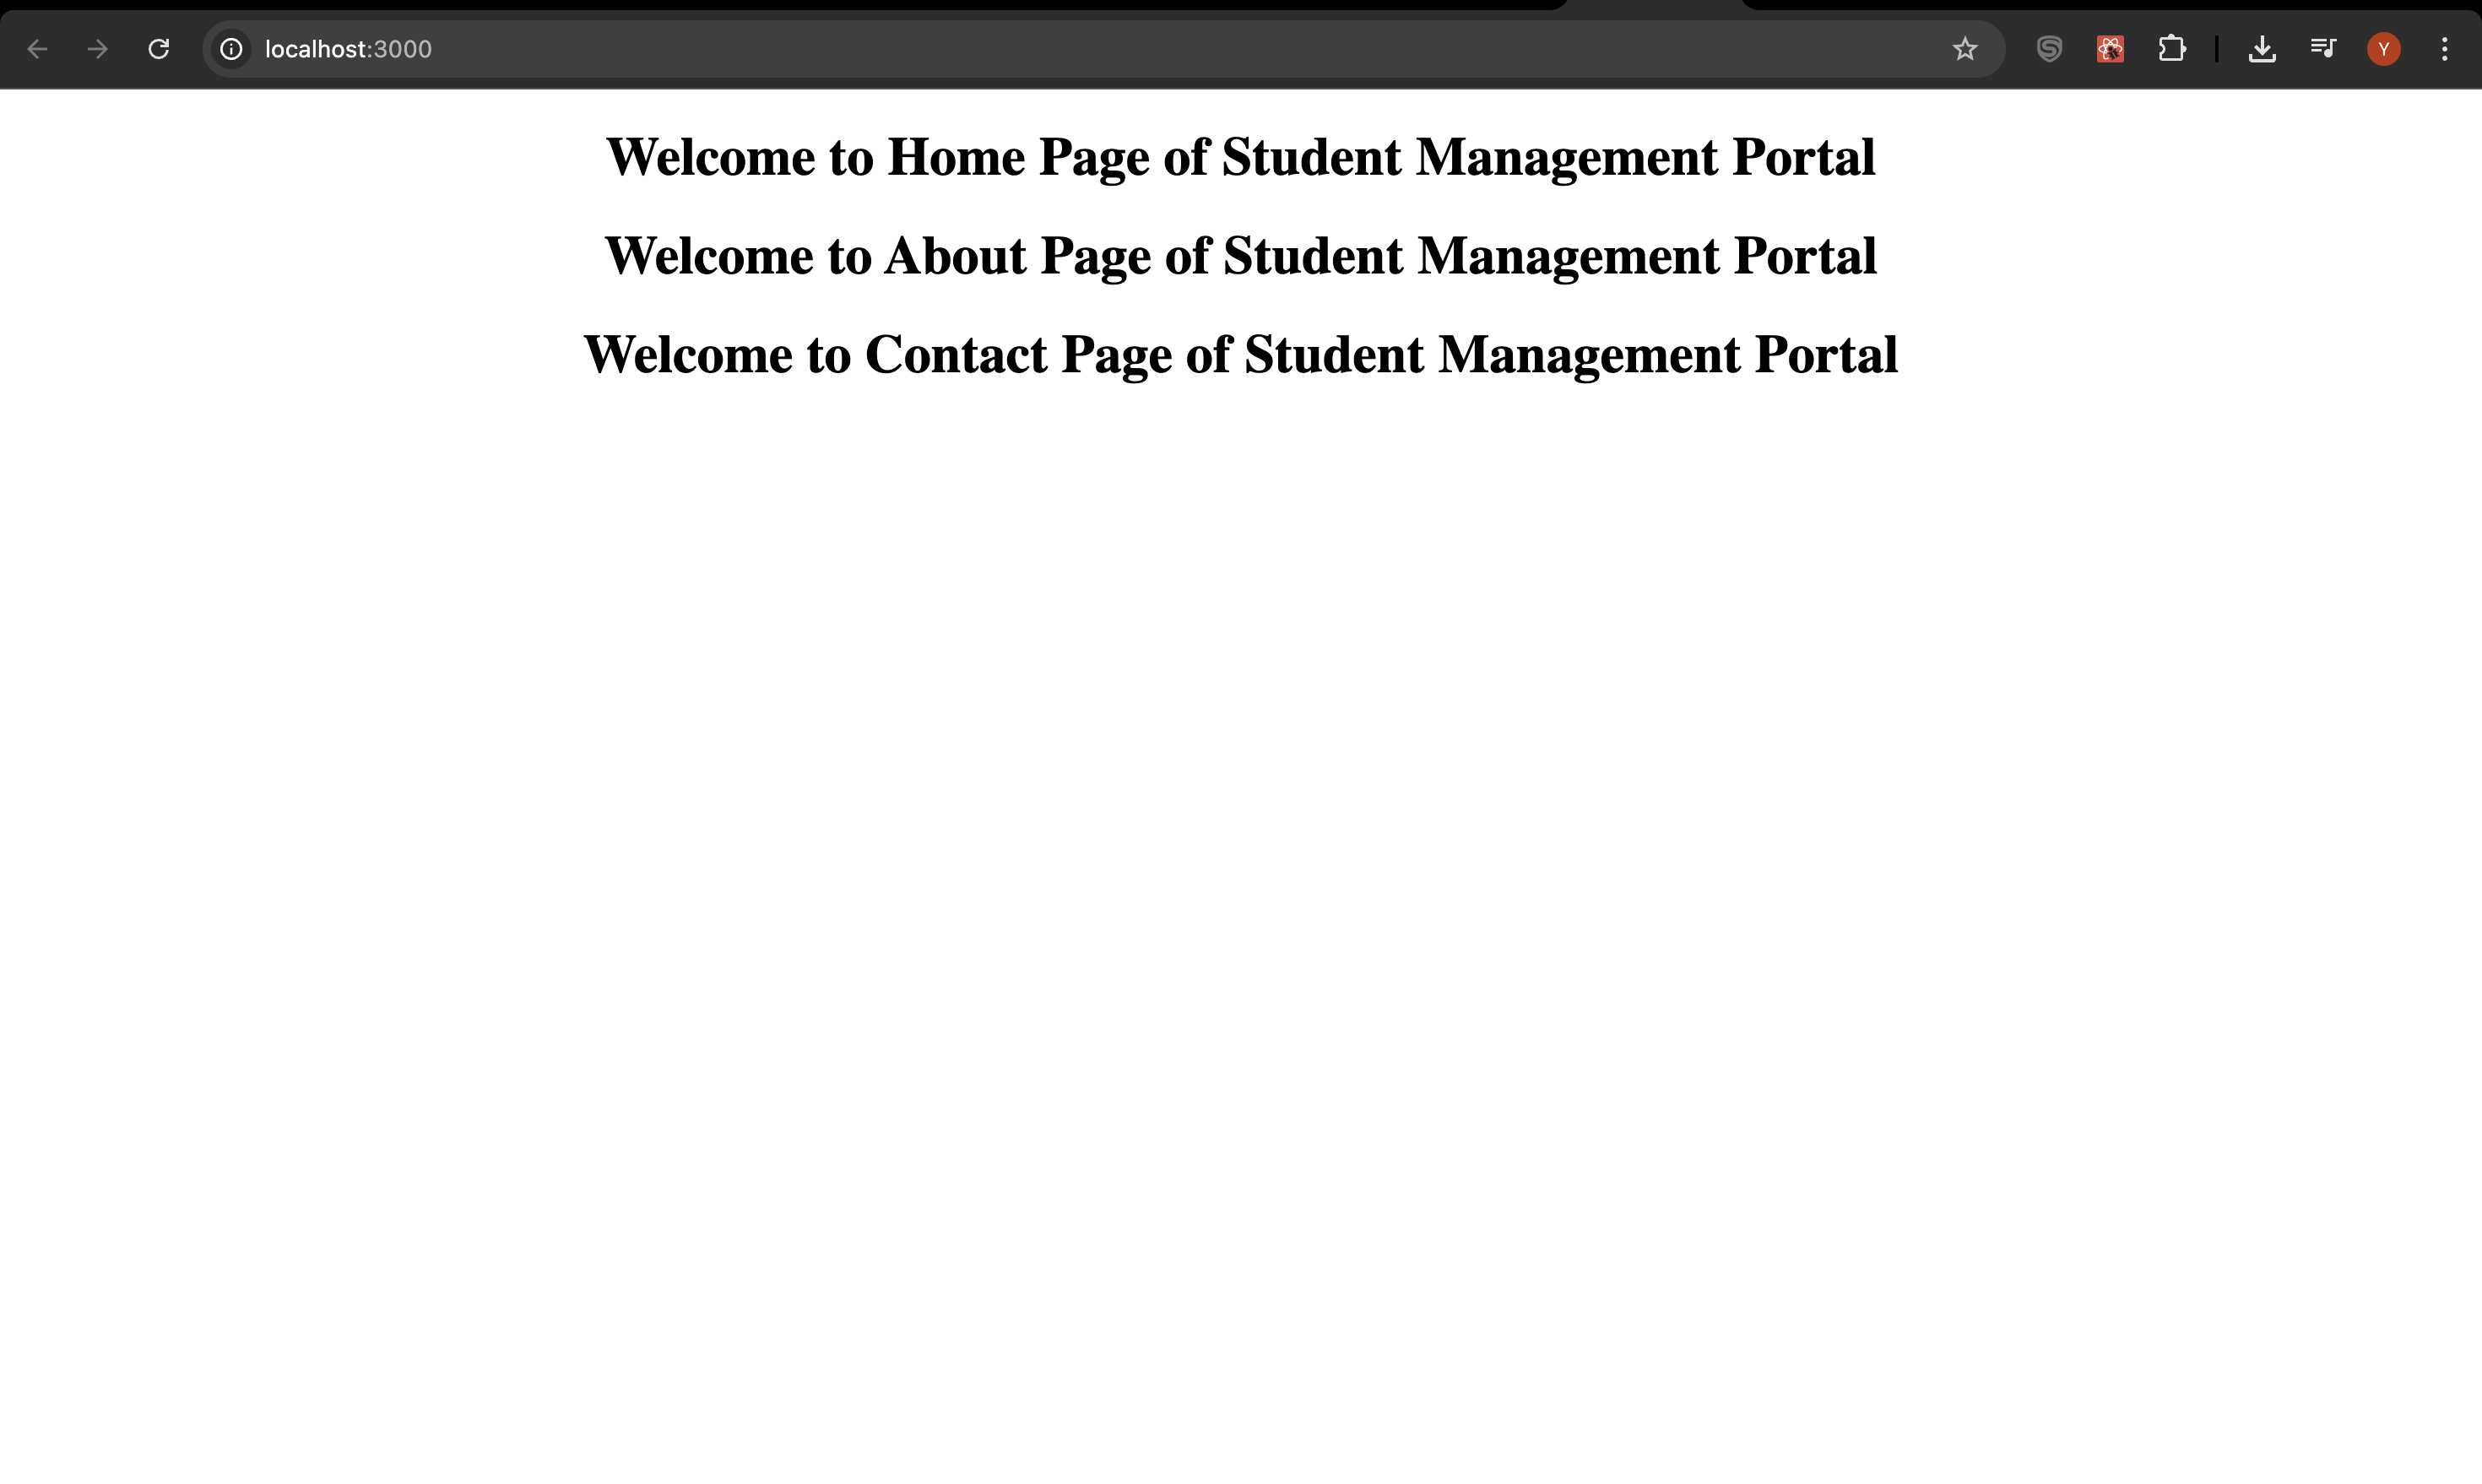 localhost:3000
Y
Welcome to Home Page of Student Management Portal
Welcome to About Page of Student Management Portal
Welcome to Contact Page of Student Management Portal